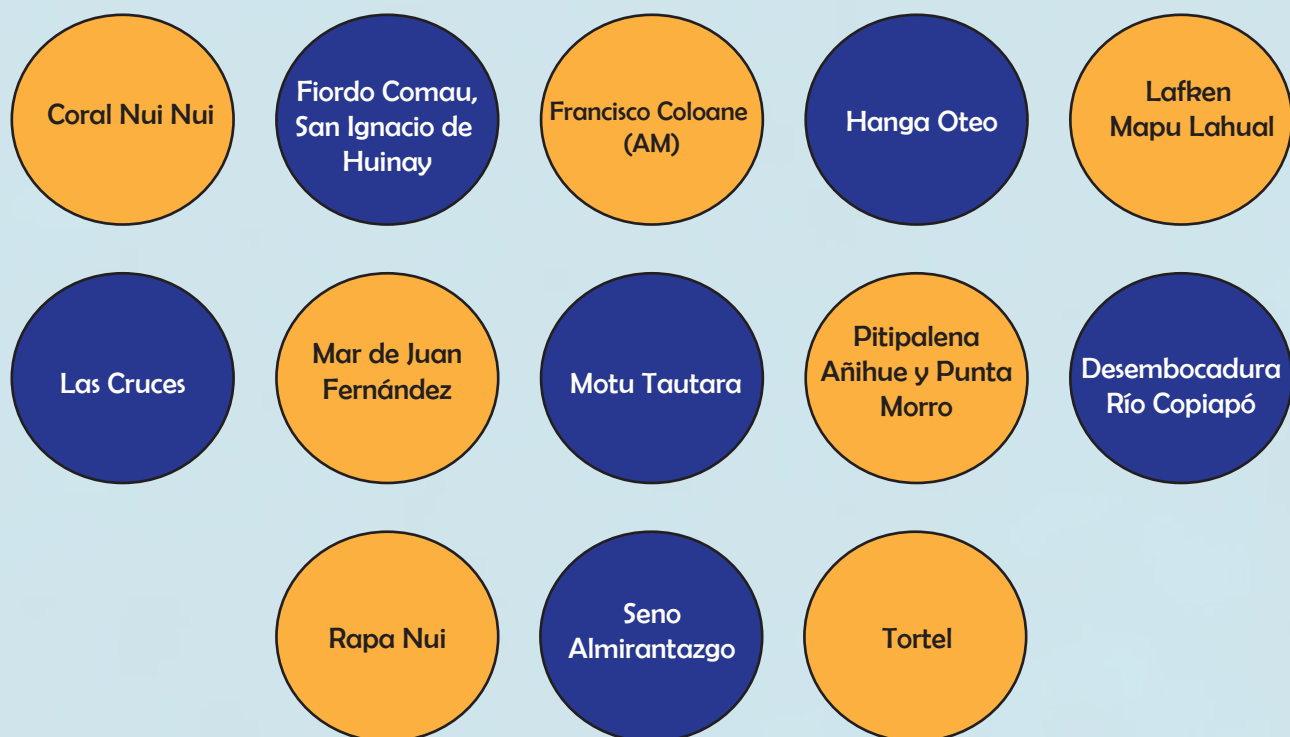 Coral Nui Nui
Fiordo Comau,
San Ignacio de
Huinay
Francisco Coloane
(AM)
Hanga Oteo
Lafken
Mapu Lahual
Las Cruces
Mar de Juan
Fernández
Motu Tautara
Pitipalena
Añihue y Punta
Morro
Desembocadura
Río Copiapó
Rapa Nui
Seno
Almirantazgo
Tortel